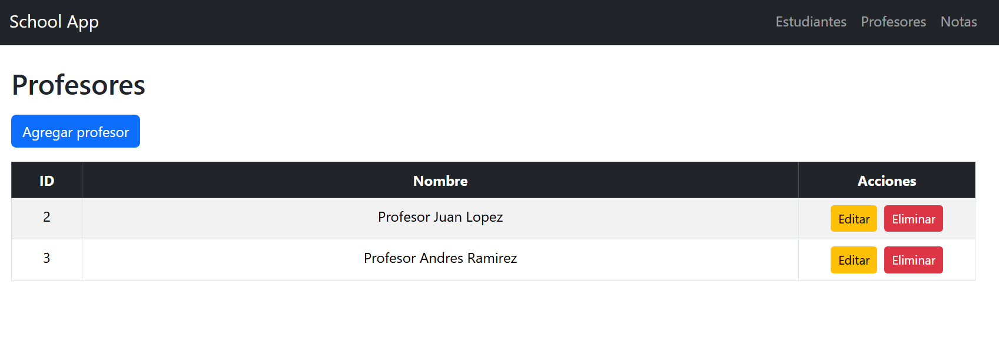 School App Estudiantes Profesores Notas
Profesores
Agregar profesor
ID Nombre Acciones
2 Profesor Juan Lopez Editar Eliminar
3 Profesor Andres Ramirez Editar Eliminar